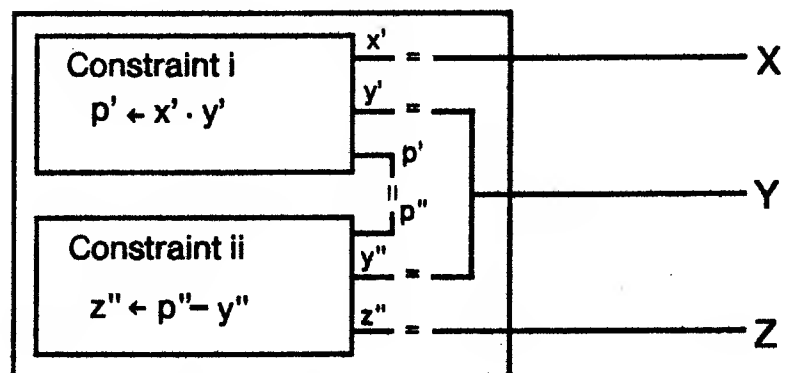 x' = X
Constraint i
p' ← x' · y'
y' =
p'
=
p"
Y
Constraint ii
z" ← p" – y"
y" =
z" = Z